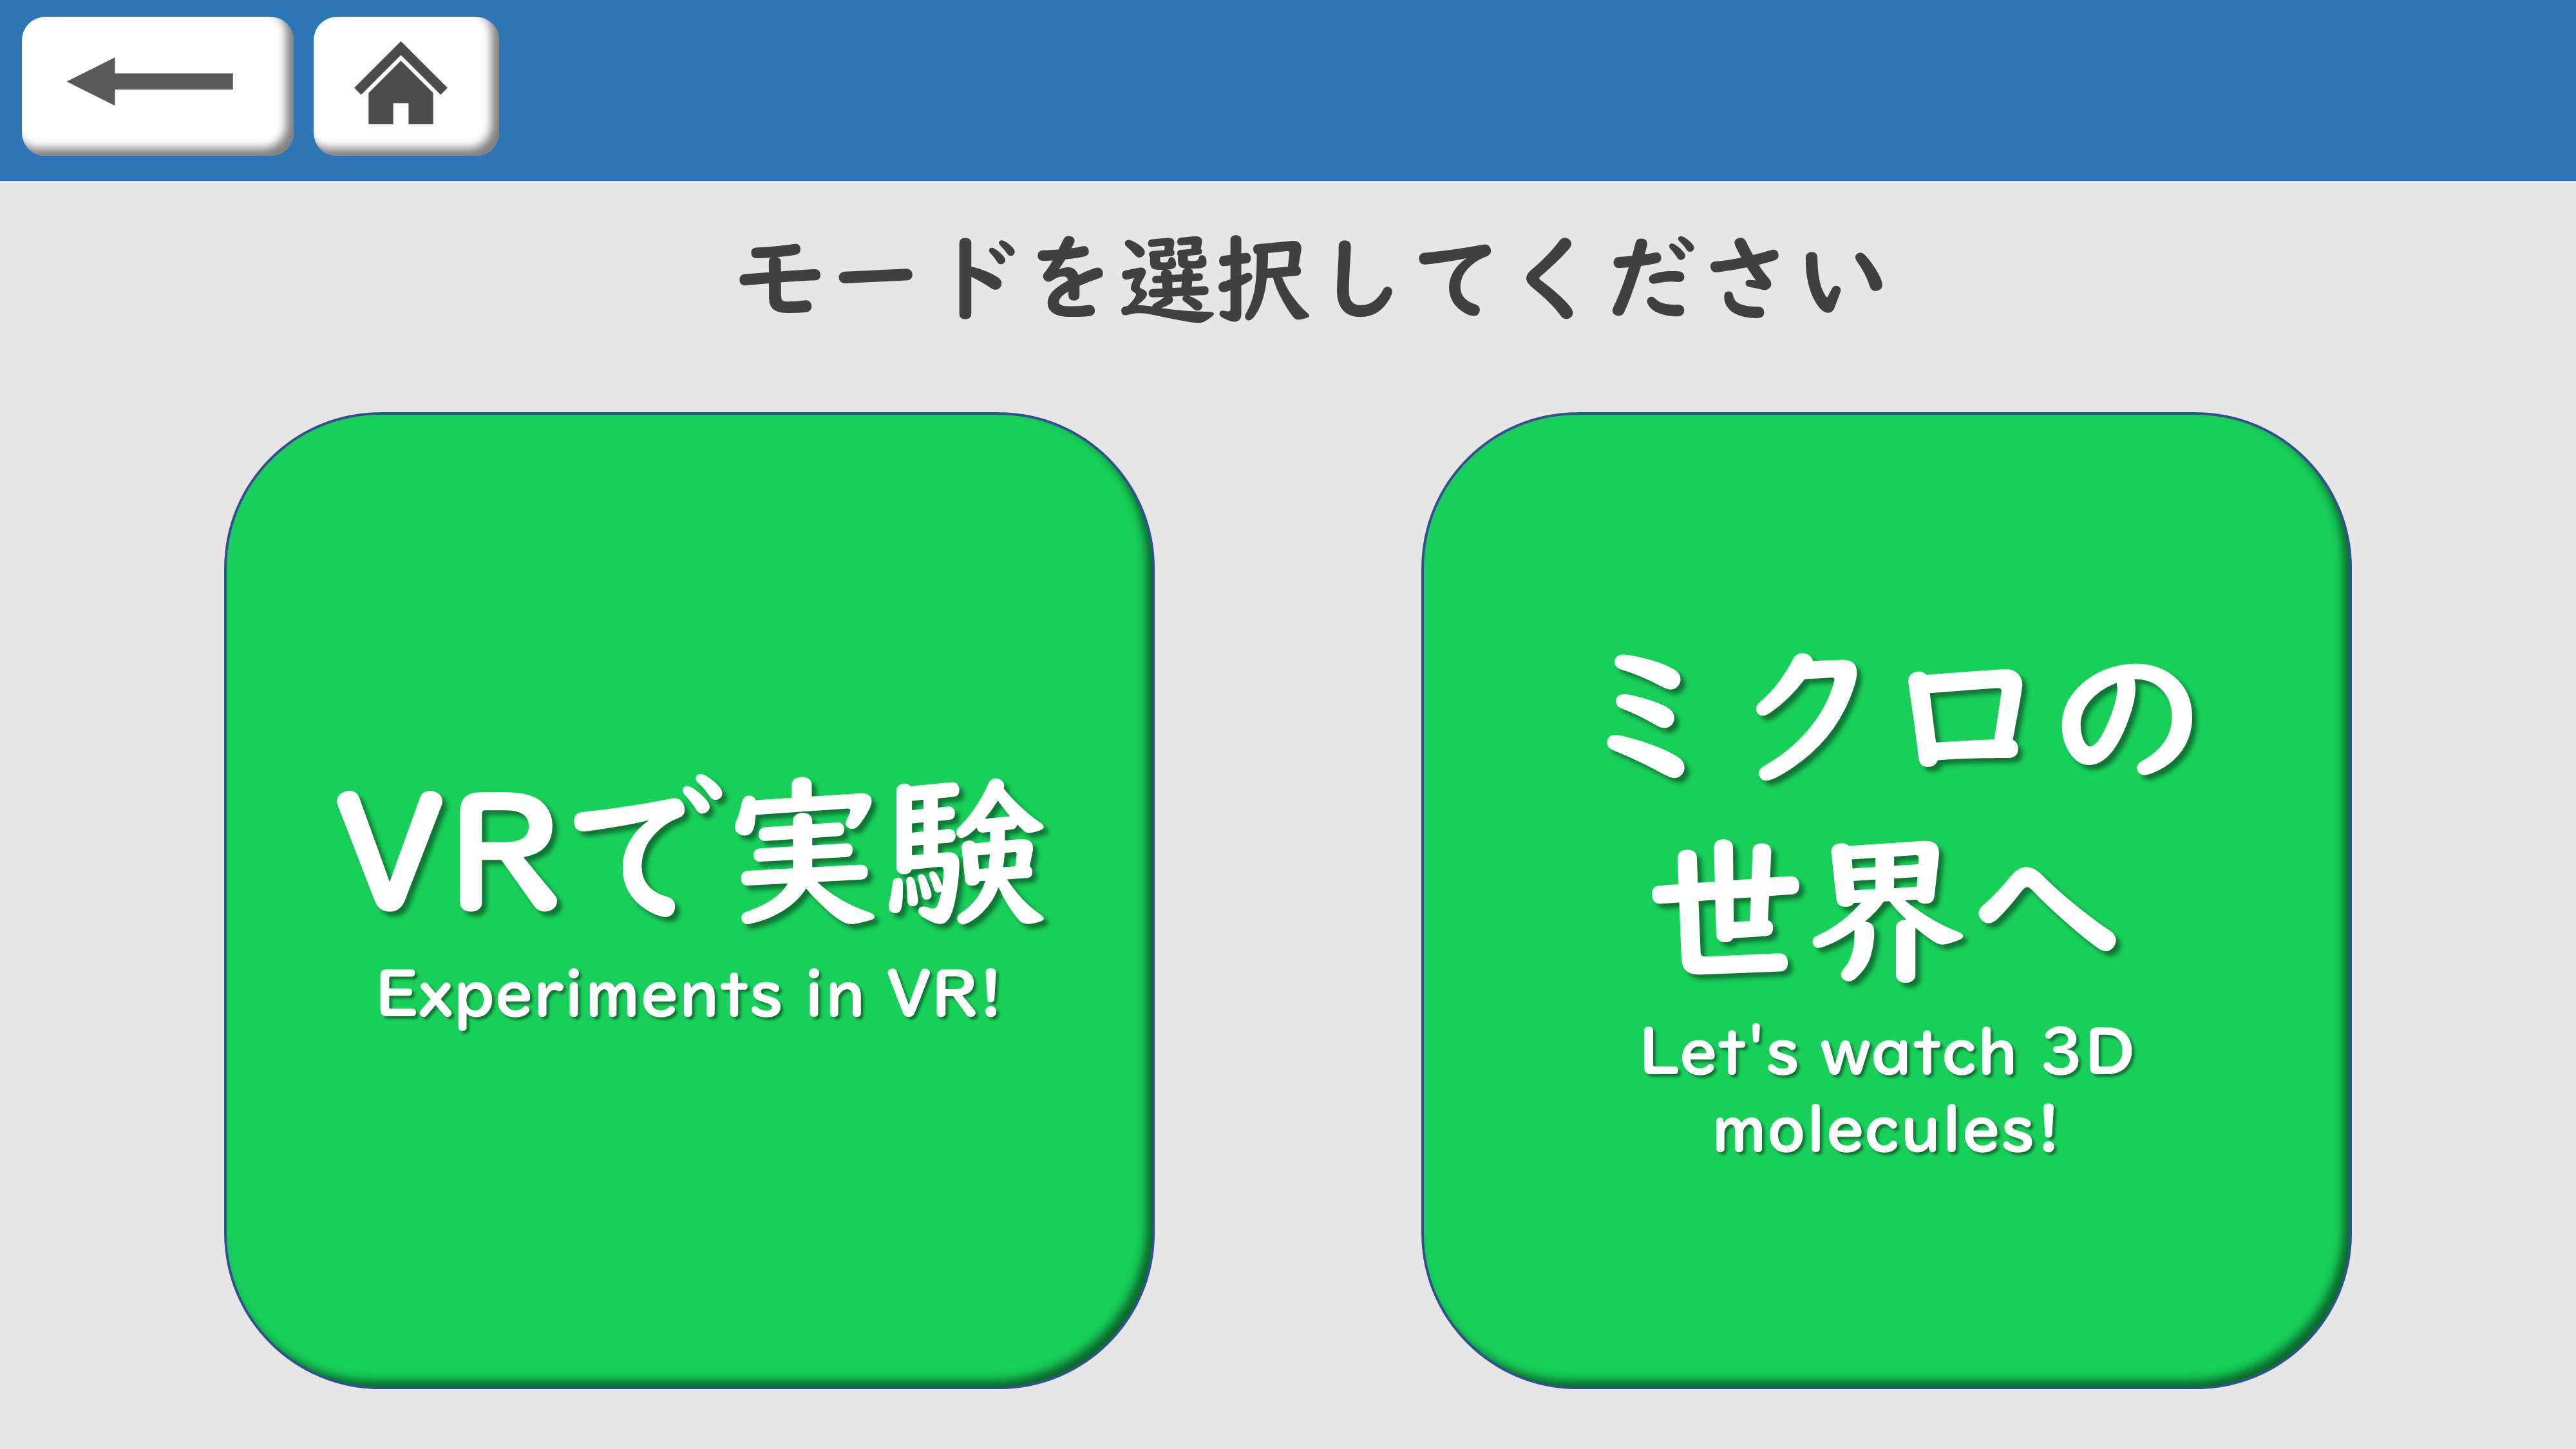 モードを選択してください
VRで実験
Experiments in VR!
ミクロの
世界へ
Let's watch 3D
molecules!